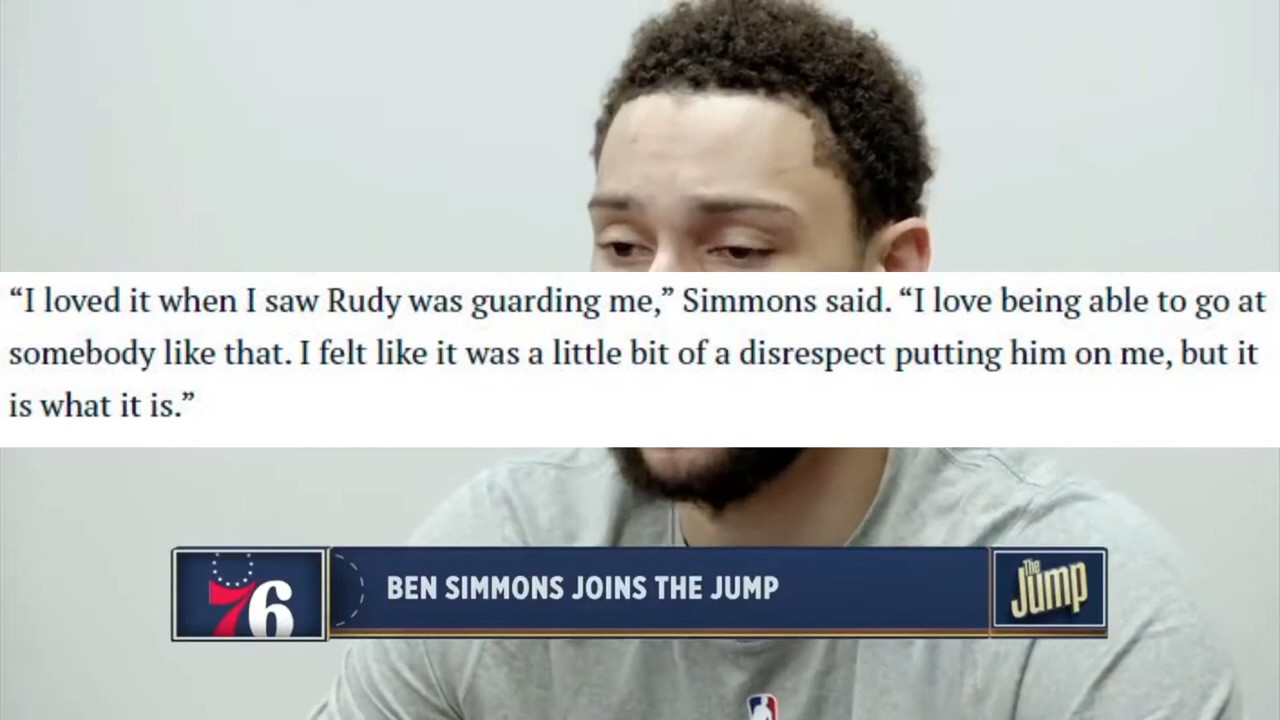 “I loved it when I saw Rudy was guarding me,” Simmons said. “I love being able to go at
somebody like that. I felt like it was a little bit of a disrespect putting him on me, but it
is what it is.”
76
BEN SIMMONS JOINS THE JUMP
The
Jump